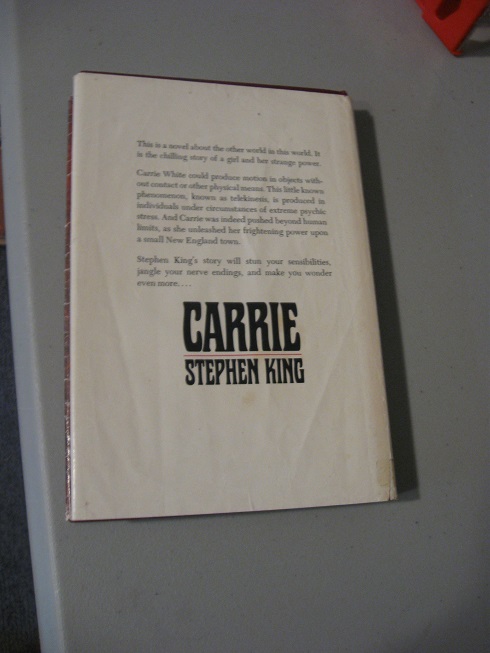 This is a novel about the other world in this world. It
is the chilling story of a girl and her strange power.
Carrie White could produce motion in objects with-
out contact or other physical means. This little known
phenomenon, known as telekinesis, is produced in
individuals under circumstances of extreme psychic
stress. And Carrie was indeed pushed beyond human
limits, as she unleashed her frightening power upon
a small New England town.
Stephen King's story will stun your sensibilities,
jangle your nerve endings, and make you wonder
even more....
CARRIE
STEPHEN KING